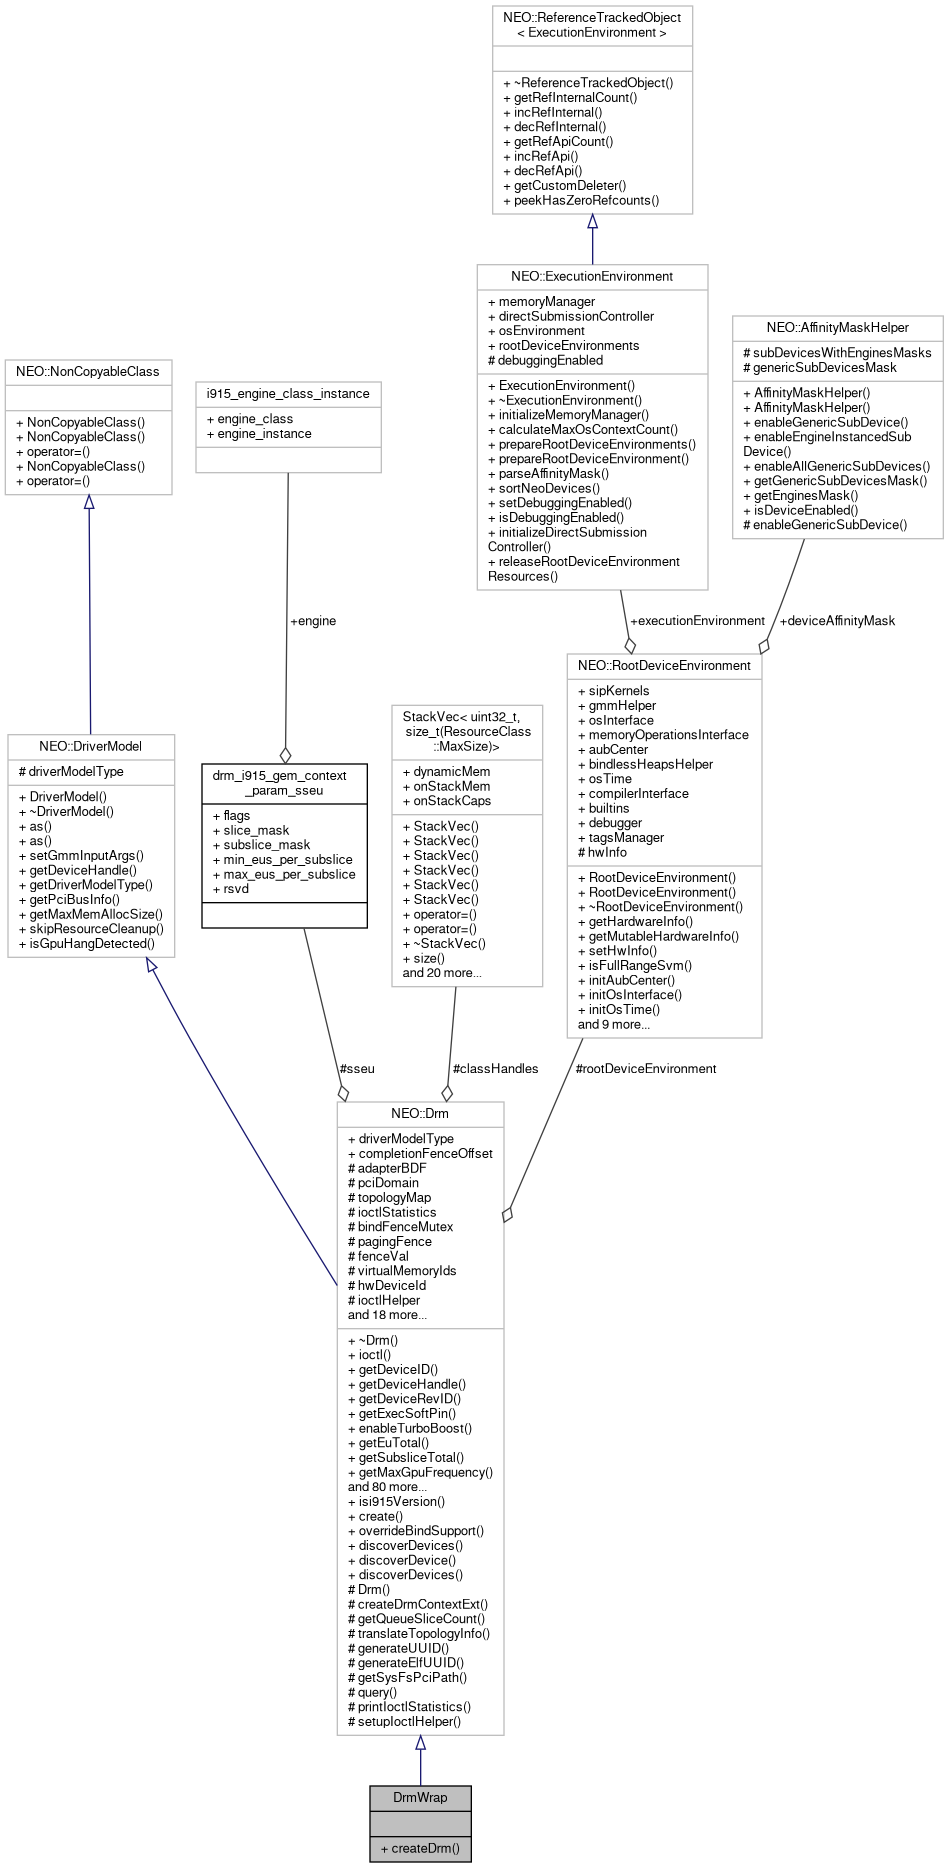 NEO::ReferenceTrackedObject
< ExecutionEnvironment >
+ ~ReferenceTrackedObject()
+ getRefInternalCount()
+ incRefInternal()
+ decRefInternal()
+ getRefApiCount()
+ incRefApi()
+ decRefApi()
+ getCustomDeleter()
+ peekHasZeroRefcounts()
NEO::ExecutionEnvironment
+ memoryManager
+ directSubmissionController
+ osEnvironment
+ rootDeviceEnvironments
# debuggingEnabled
+ ExecutionEnvironment()
+ ~ExecutionEnvironment()
+ initializeMemoryManager()
+ calculateMaxOsContextCount()
+ prepareRootDeviceEnvironments()
+ prepareRootDeviceEnvironment()
+ parseAffinityMask()
+ sortNeoDevices()
+ setDebuggingEnabled()
+ isDebuggingEnabled()
+ initializeDirectSubmission
Controller()
+ releaseRootDeviceEnvironment
Resources()
NEO::AffinityMaskHelper
# subDevicesWithEnginesMasks
# genericSubDevicesMask
+ AffinityMaskHelper()
+ AffinityMaskHelper()
+ enableGenericSubDevice()
+ enableEngineInstancedSub
Device()
+ enableAllGenericSubDevices()
+ getGenericSubDevicesMask()
+ getEnginesMask()
+ isDeviceEnabled()
# enableGenericSubDevice()
NEO::NonCopyableClass
+ NonCopyableClass()
+ NonCopyableClass()
+ operator=()
+ NonCopyableClass()
+ operator=()
i915_engine_class_instance
+ engine_class
+ engine_instance
+engine
+executionEnvironment
+deviceAffinityMask
NEO::RootDeviceEnvironment
+ sipKernels
+ gmmHelper
+ osInterface
+ memoryOperationsInterface
+ aubCenter
+ bindlessHeapsHelper
+ osTime
+ compilerInterface
+ builtins
+ debugger
+ tagsManager
# hwInfo
+ RootDeviceEnvironment()
+ RootDeviceEnvironment()
+ ~RootDeviceEnvironment()
+ getHardwareInfo()
+ getMutableHardwareInfo()
+ setHwInfo()
+ isFullRangeSvm()
+ initAubCenter()
+ initOsInterface()
+ initOsTime()
and 9 more...
StackVec< uint32_t,
size_t(ResourceClass
::MaxSize)>
+ dynamicMem
+ onStackMem
+ onStackCaps
+ StackVec()
+ StackVec()
+ StackVec()
+ StackVec()
+ StackVec()
+ StackVec()
+ operator=()
+ operator=()
+ ~StackVec()
+ size()
and 20 more...
NEO::DriverModel
# driverModelType
+ DriverModel()
+ ~DriverModel()
+ as()
+ as()
+ setGmmInputArgs()
+ getDeviceHandle()
+ getDriverModelType()
+ getPciBusInfo()
+ getMaxMemAllocSize()
+ skipResourceCleanup()
+ isGpuHangDetected()
drm_i915_gem_context
_param_sseu
+ flags
+ slice_mask
+ subslice_mask
+ min_eus_per_subslice
+ max_eus_per_subslice
+ rsvd
#sseu
#classHandles
#rootDeviceEnvironment
NEO::Drm
+ driverModelType
+ completionFenceOffset
# adapterBDF
# pciDomain
# topologyMap
# ioctlStatistics
# bindFenceMutex
# pagingFence
# fenceVal
# virtualMemoryIds
# hwDeviceId
# ioctlHelper
and 18 more...
+ ~Drm()
+ ioctl()
+ getDeviceID()
+ getDeviceHandle()
+ getDeviceRevID()
+ getExecSoftPin()
+ enableTurboBoost()
+ getEuTotal()
+ getSubsliceTotal()
+ getMaxGpuFrequency()
and 80 more...
+ isi915Version()
+ create()
+ overrideBindSupport()
+ discoverDevices()
+ discoverDevice()
+ discoverDevices()
# Drm()
# createDrmContextExt()
# getQueueSliceCount()
# translateTopologyInfo()
# generateUUID()
# generateElfUUID()
# getSysFsPciPath()
# query()
# printIoctlStatistics()
# setupIoctlHelper()
DrmWrap
+ createDrm()